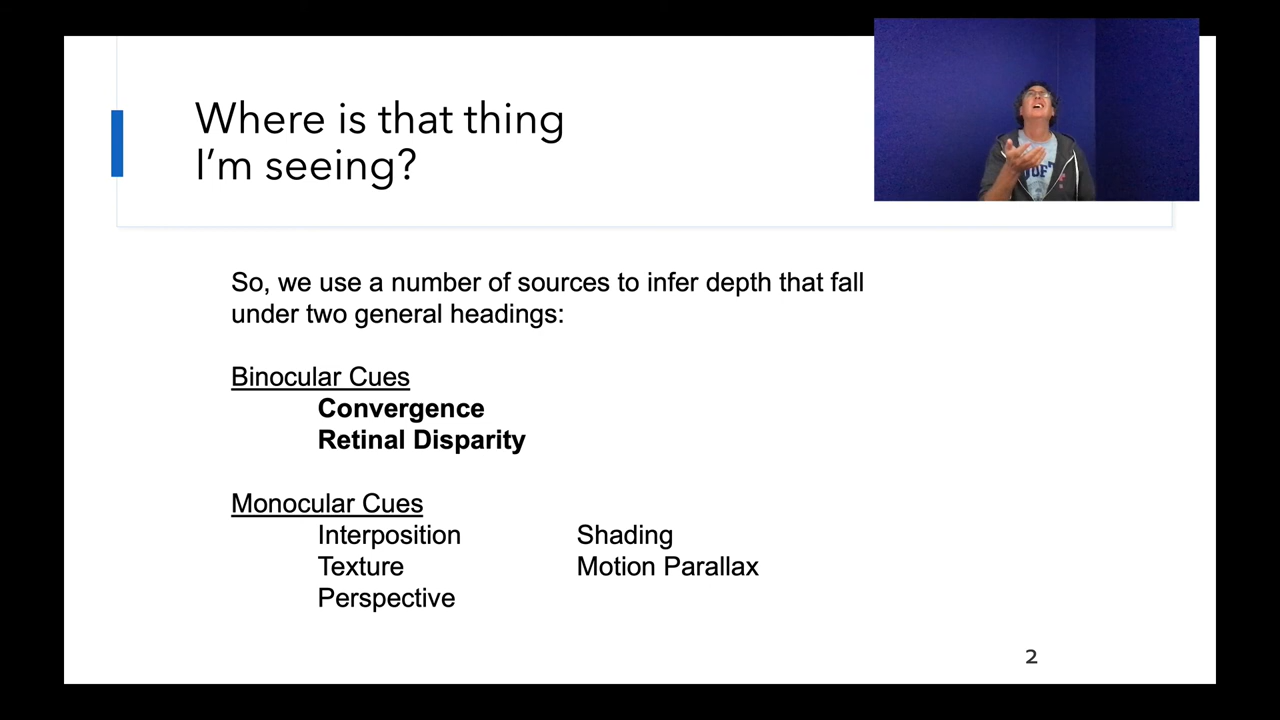 Where is that thing
I'm seeing?
So, we use a number of sources to infer depth that fall
under two general headings:
Binocular Cues
Convergence
Retinal Disparity
Monocular Cues
Interposition Shading
Texture Motion Parallax
Perspective
2